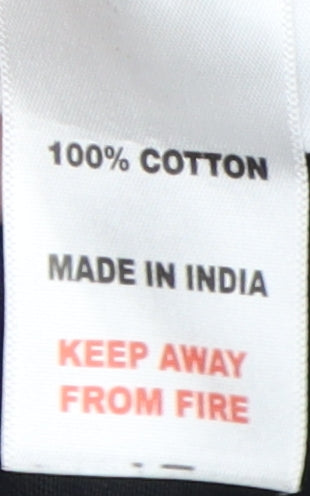 100% COTTON
MADE IN INDIA
KEEP AWAY
FROM FIRE